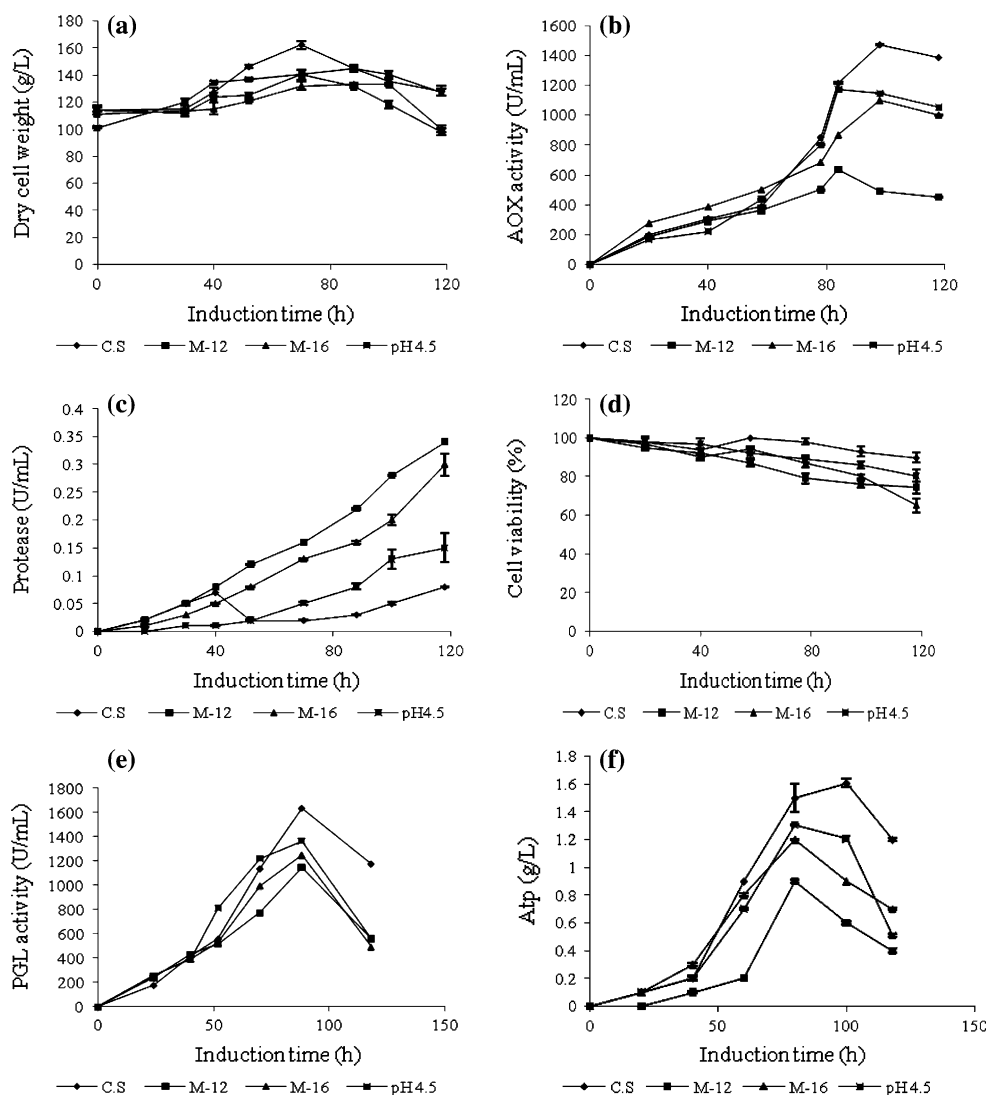 (a)
Dry cell weight (g/L)
180
160
140
120
100
80
60
40
20
0
0 40 80 120
Induction time (h)
C.S M-12 M-16 pH4.5
(b)
AOX activity (U/mL)
1600
1400
1200
1000
800
600
400
200
0
0 40 80 120
Induction time (h)
C.S M-12 M-16 pH4.5
(c)
Protease (U/mL)
0.4
0.35
0.3
0.25
0.2
0.15
0.1
0.05
0
0 40 80 120
Induction time (h)
C.S M-12 M-16 pH4.5
(d)
Cell viability (%)
120
100
80
60
40
20
0
0 40 80 120
Induction time (h)
C.S M-12 M-16 pH4.5
(e)
PGL activity (U/mL)
1800
1600
1400
1200
1000
800
600
400
200
0
0 50 100 150
Induction time (h)
C.S M-12 M-16 pH4.5
(f)
Atp (g/L)
1.8
1.6
1.4
1.2
1
0.8
0.6
0.4
0.2
0
0 50 100 150
Induction time (h)
C.S M-12 M-16 pH4.5